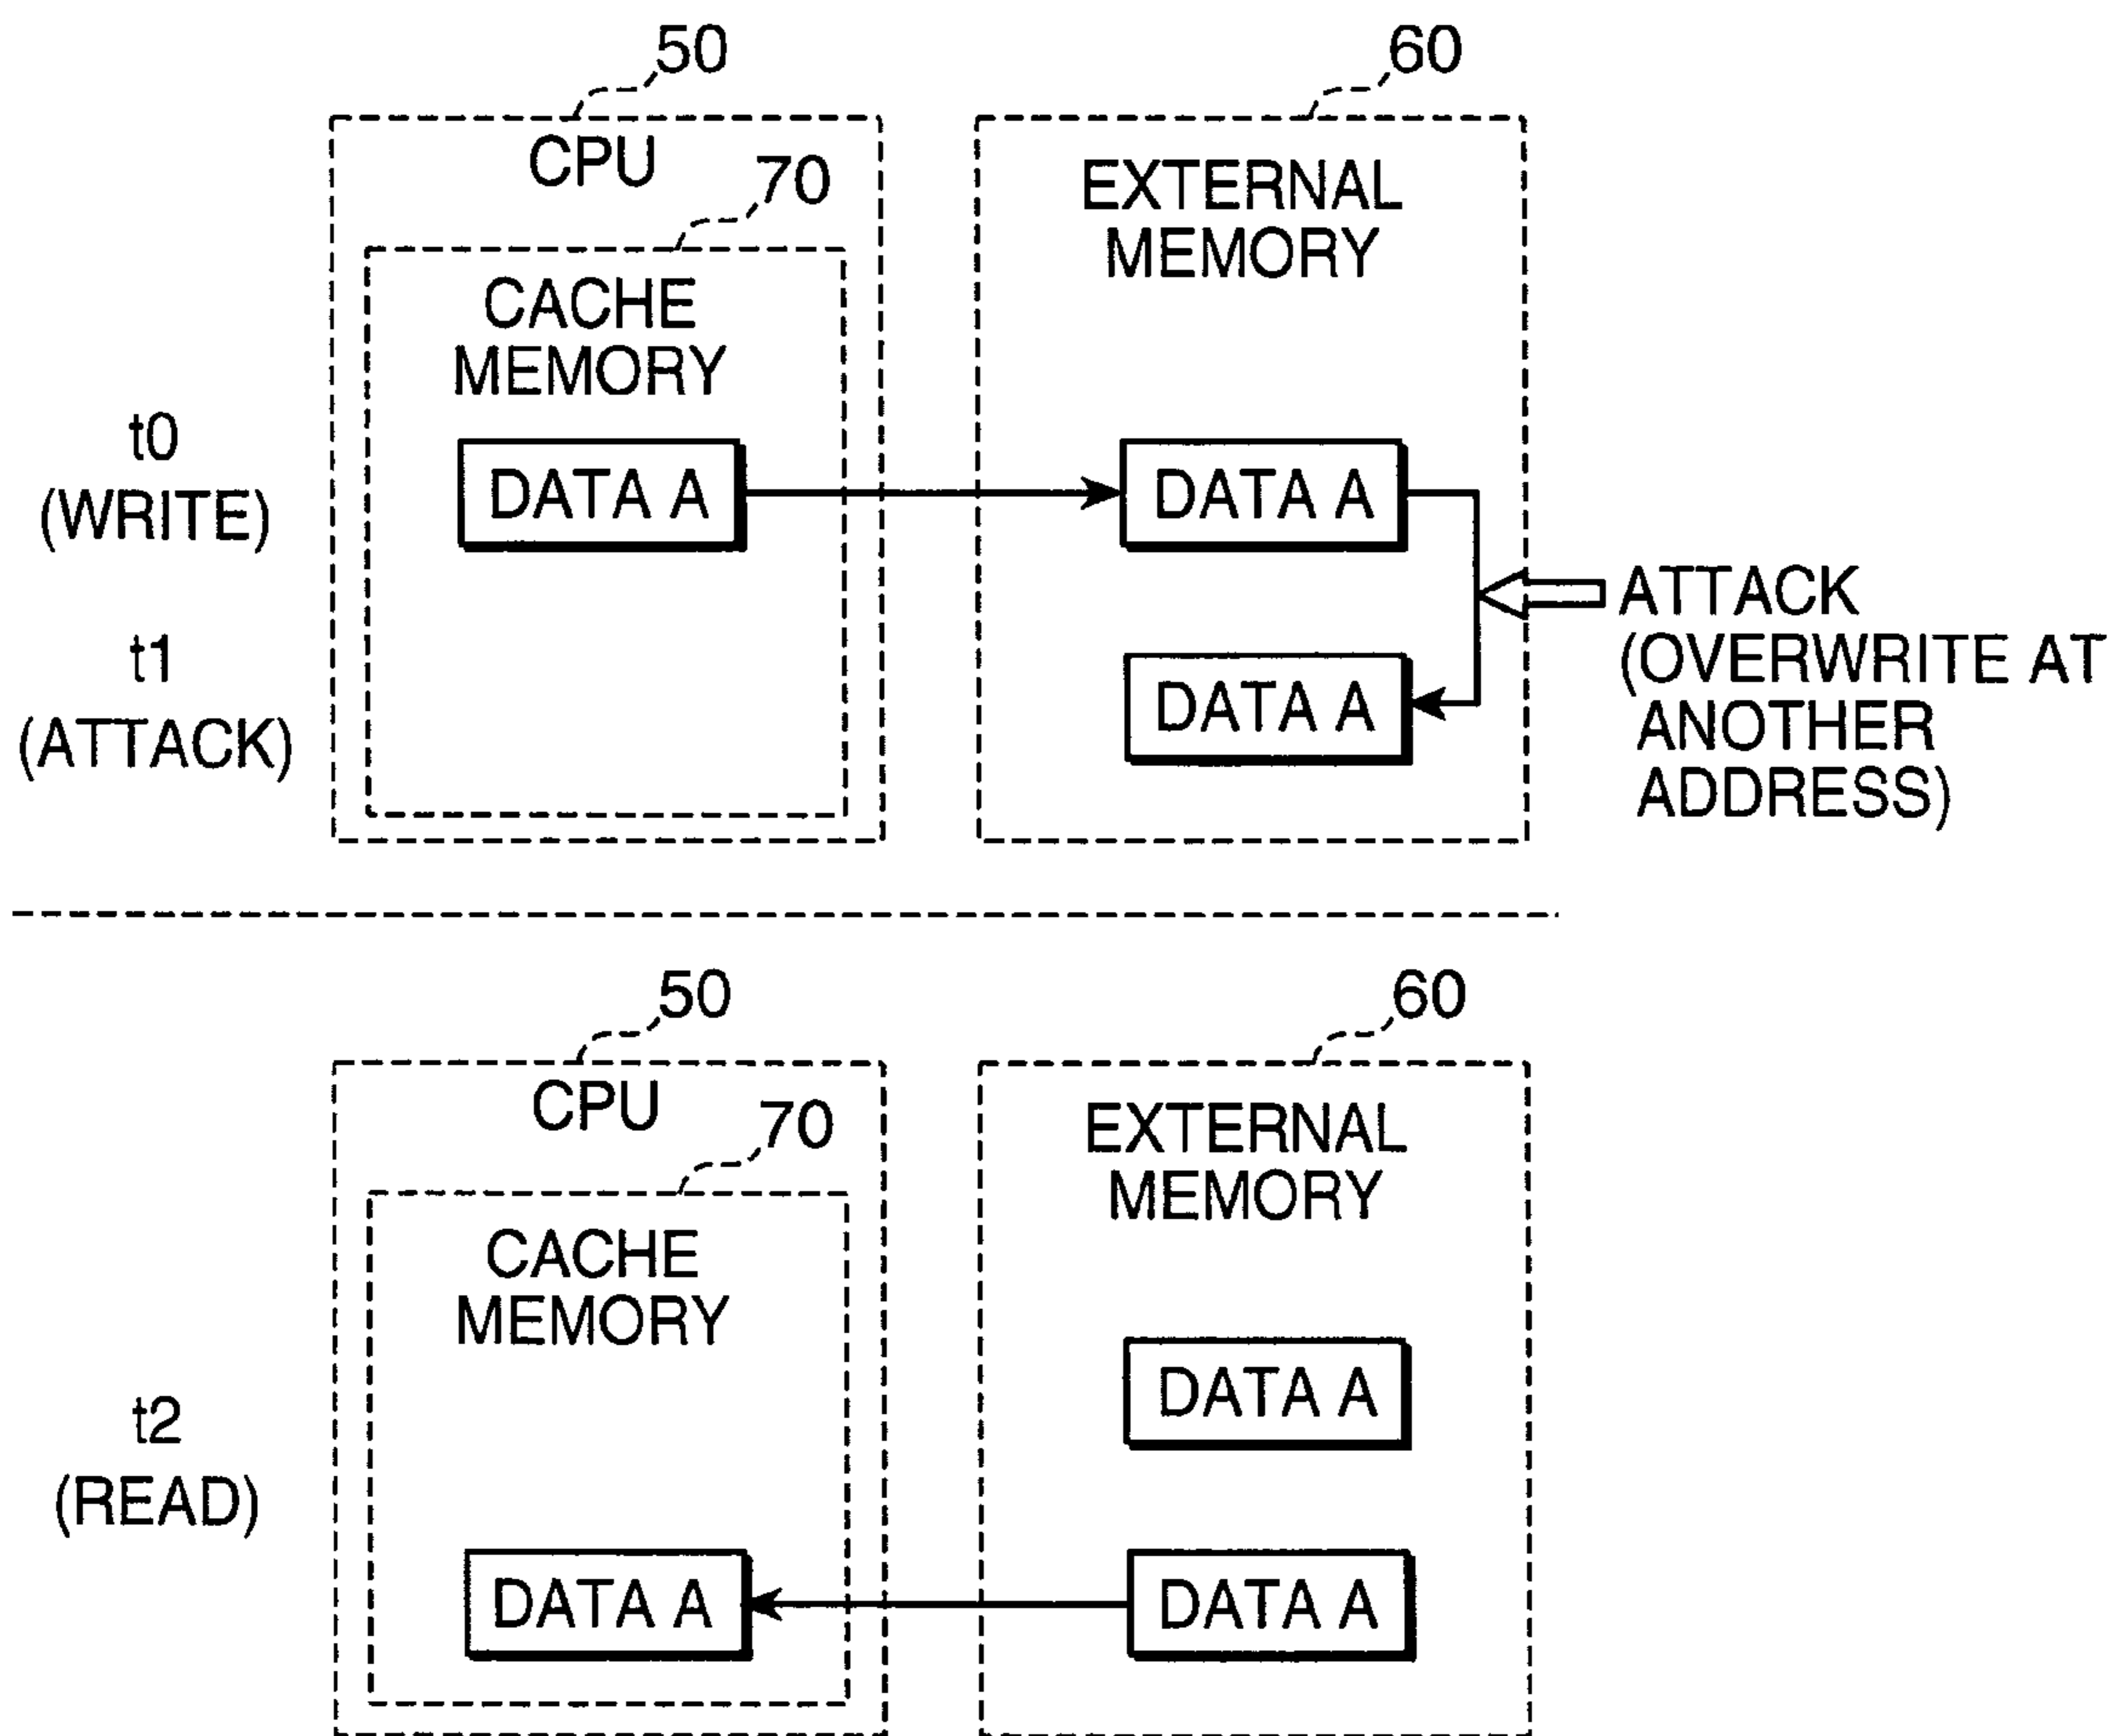 50
60
CPU
70
EXTERNAL
MEMORY
CACHE
MEMORY
t0
(WRITE)
DATA A
DATA A
ATTACK
(OVERWRITE AT
ANOTHER
ADDRESS)
t1
(ATTACK)
DATA A
50
60
CPU
70
EXTERNAL
MEMORY
CACHE
MEMORY
DATA A
t2
(READ)
DATA A
DATA A